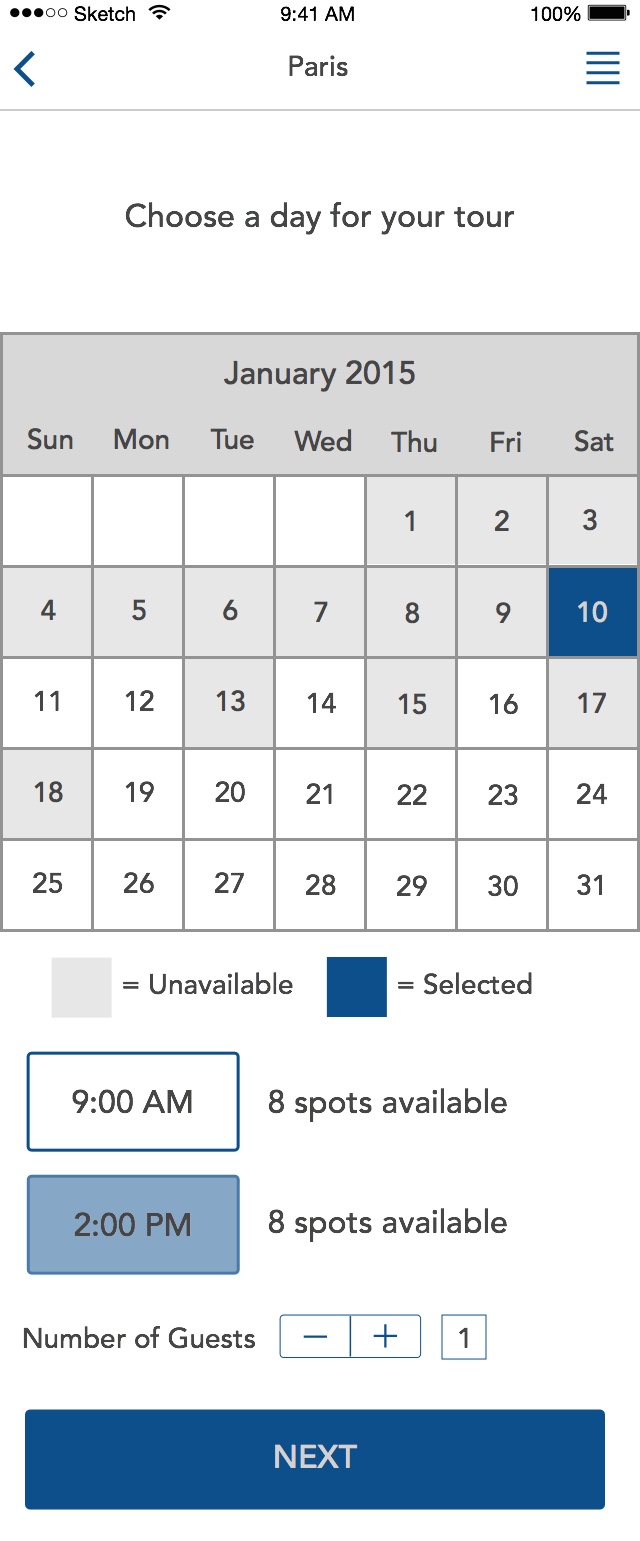 Sketch 9:41 AM 100%
Paris
Choose a day for your tour
January 2015
Sun Mon Tue Wed Thu Fri Sat
1 2 3
4 5 6 7 8 9 10
11 12 13 14 15 16 17
18 19 20 21 22 23 24
25 26 27 28 29 30 31
= Unavailable = Selected
9:00 AM 8 spots available
2:00 PM 8 spots available
Number of Guests − + 1
NEXT